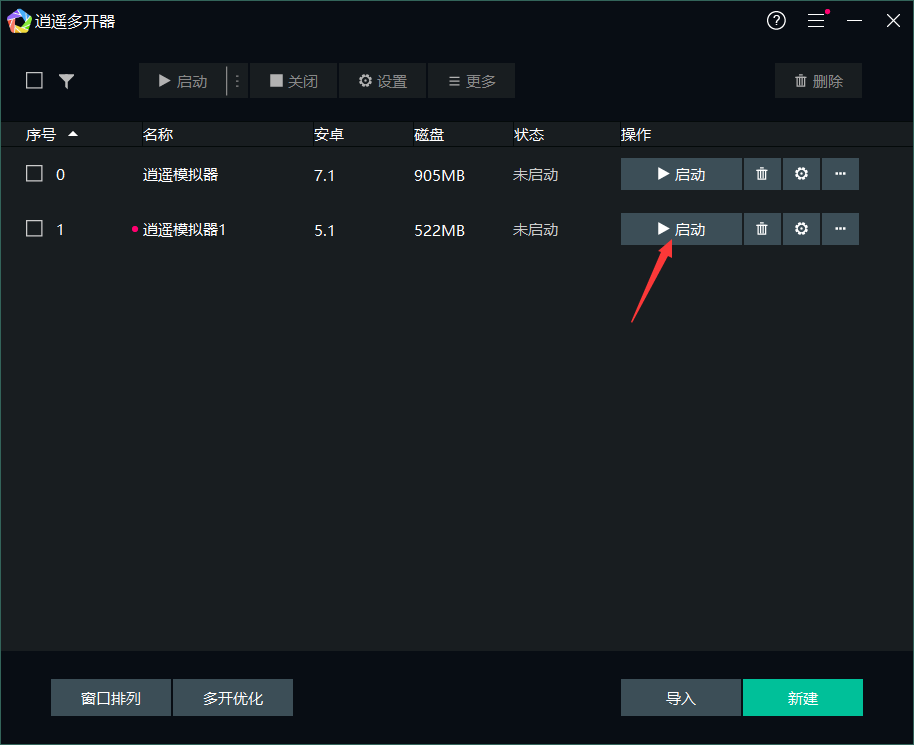 逍遥多开器
启动 关闭 设置 更多 删除
序号 名称 安卓 磁盘 状态 操作
0 逍遥模拟器 7.1 905MB 未启动 启动
1 逍遥模拟器1 5.1 522MB 未启动 启动
窗口排列 多开优化 导入 新建